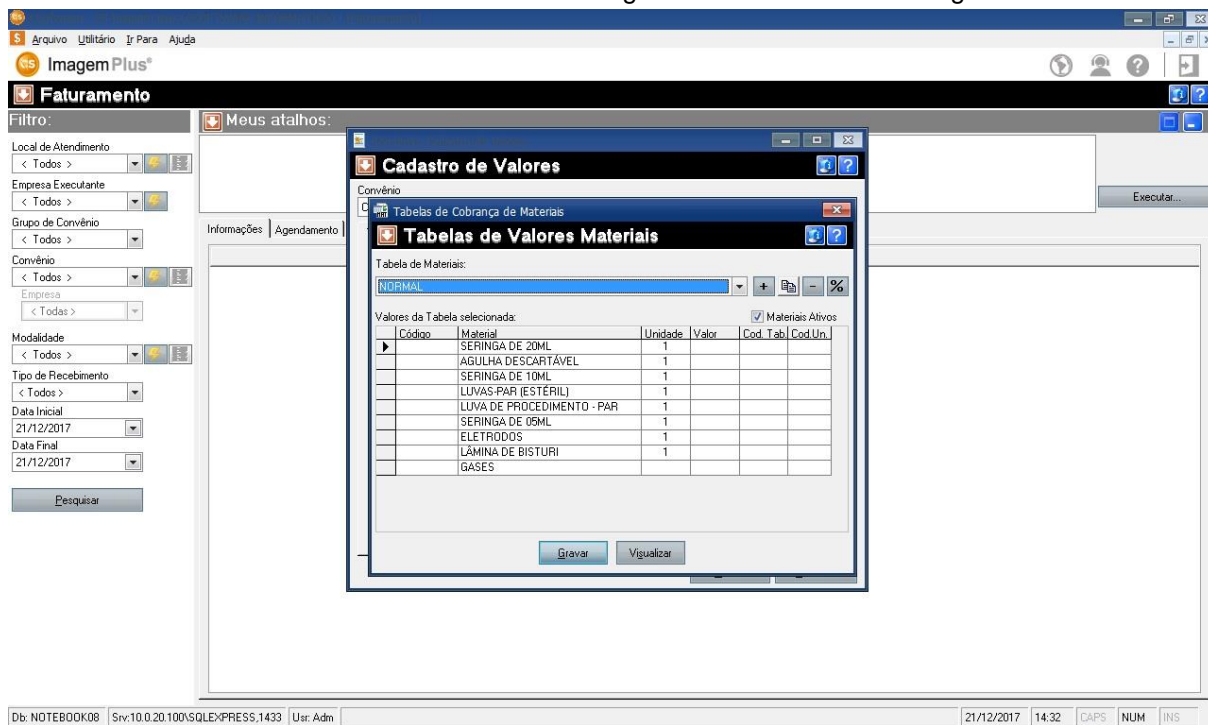 Arquivo Utilitário Ir Para Ajuda
ImagemPlus®
Faturamento
Filtro:
Meus atalhos:
Local de Atendimento
< Todos >
Empresa Executante
< Todos >
Grupo de Convênio
< Todos >
Convênio
< Todos >
Empresa
< Todas >
Modalidade
< Todos >
Tipo de Recebimento
< Todos >
Data Inicial
21/12/2017
Data Final
21/12/2017
Pesquisar
Executar...
Informações Agendamento
Cadastro de Valores
Convênio
Tabelas de Cobrança de Materiais
Tabelas de Valores Materiais
Tabela de Materiais:
NORMAL
+ - %
Valores da Tabela selecionada: Materiais Ativos
Código Material Unidade Valor Cod. Tab. Cod.Un.
SERINGA DE 20ML 1
AGULHA DESCARTÁVEL 1
SERINGA DE 10ML 1
LUVAS-PAR (ESTÉRIL) 1
LUVA DE PROCEDIMENTO - PAR 1
SERINGA DE 05ML 1
ELETRODOS 1
LÂMINA DE BISTURI 1
GASES
Gravar Visualizar
Db: NOTEBOOK08 Srv:10.0.20.100\SQLEXPRESS,1433 Usr: Adm 21/12/2017 14:32 CAPS NUM INS